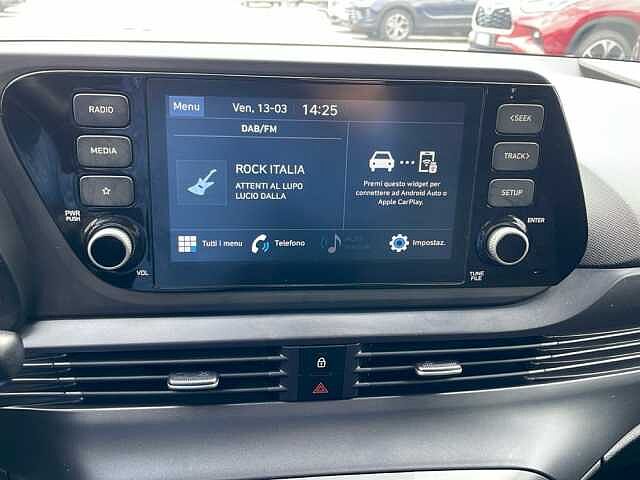 RADIO
MEDIA
PWR
PUSH
VOL
Menu
Ven, 13-03
14:25
DAB/FM
ROCK ITALIA
ATTENTI AL LUPO
LUCIO DALLA
Premi questo widget per
connettere ad Android Auto o
Apple CarPlay.
Tutti i menu
Telefono
Impostaz.
<SEEK
TRACK>
SETUP
ENTER
TUNE
FILE